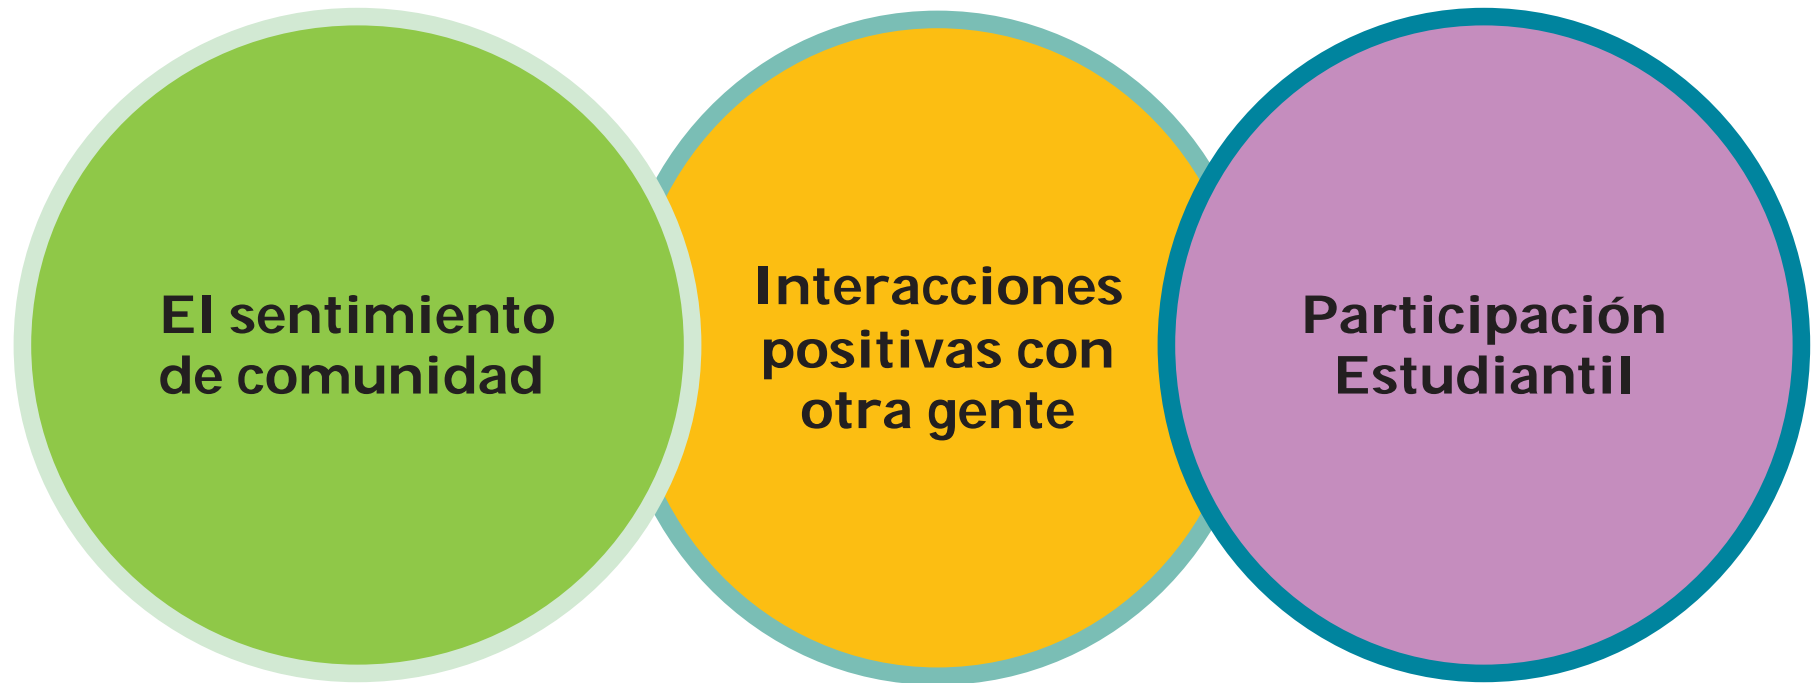 El sentimiento
de comunidad
Interacciones
positivas con
otra gente
Participación
Estudiantil